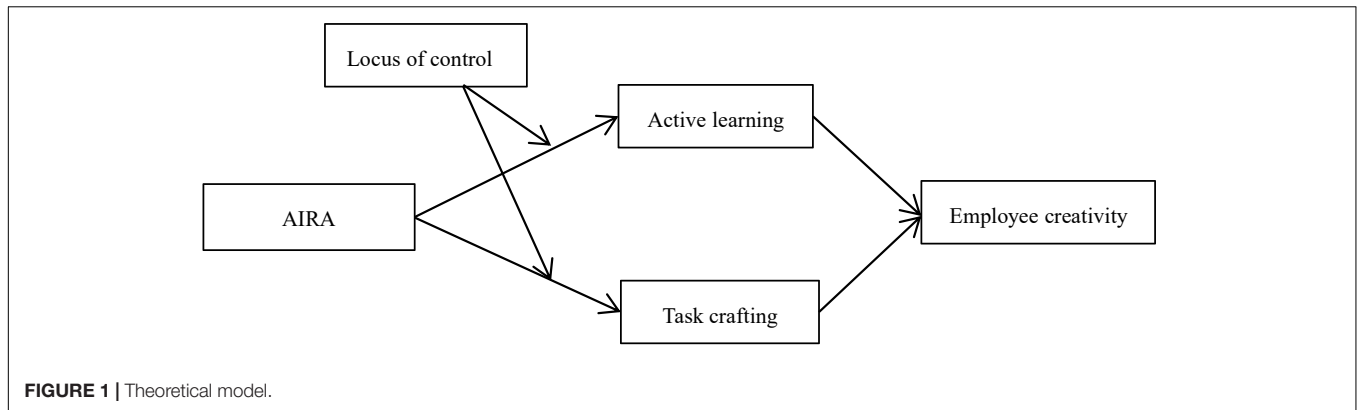 Locus of control
Active learning
AIRA
Employee creativity
Task crafting
FIGURE 1 | Theoretical model.